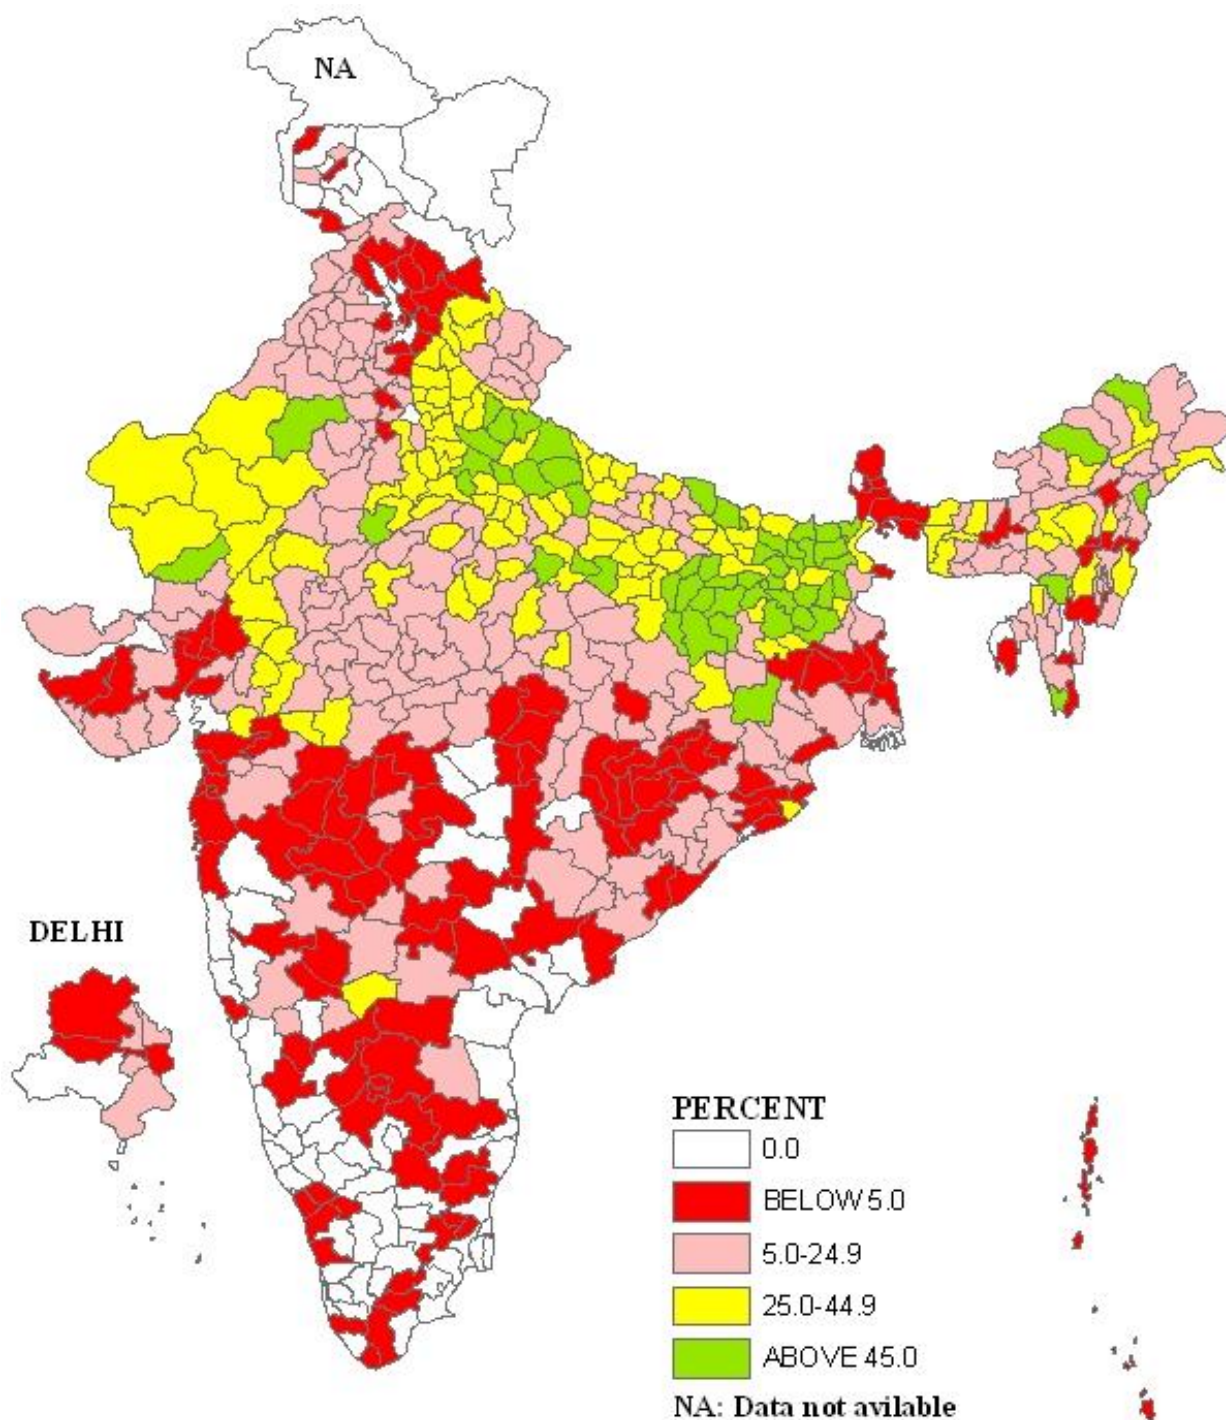 NA
DELHI
PERCENT
0.0
BELOW 5.0
5.0-24.9
25.0-44.9
ABOVE 45.0
NA: Data not avilable